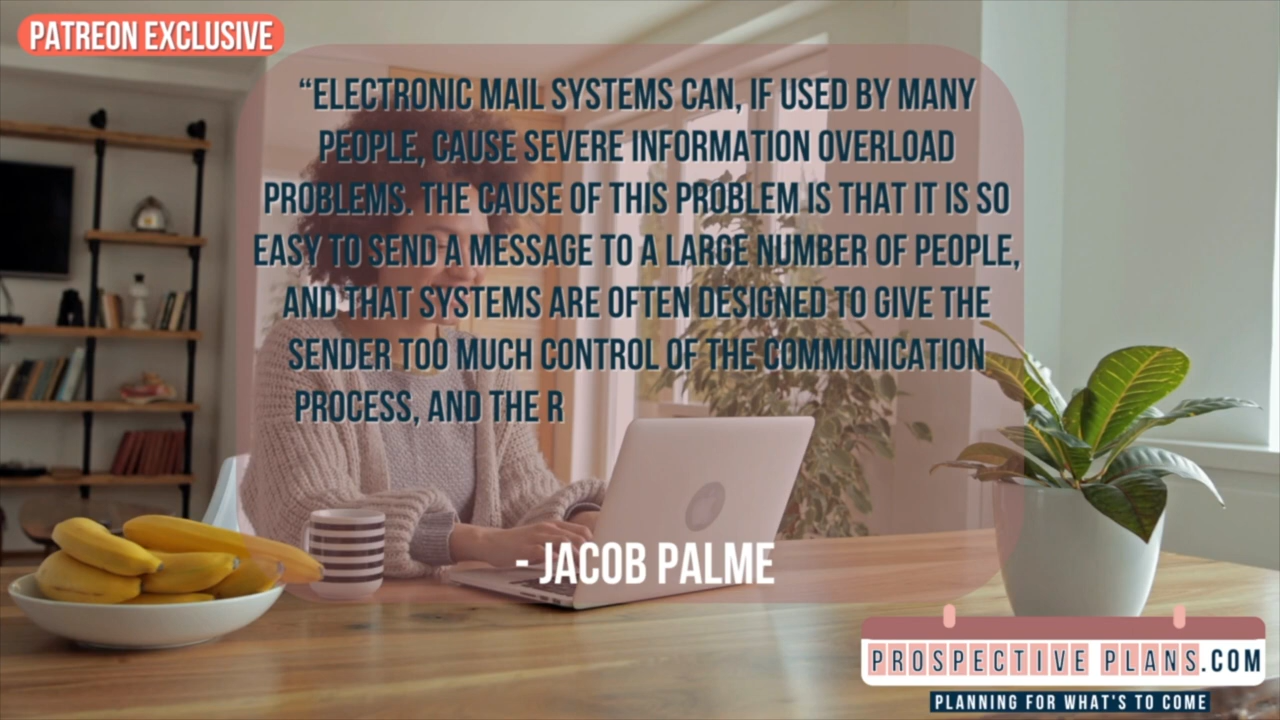 PATREON EXCLUSIVE
“ELECTRONIC MAIL SYSTEMS CAN, IF USED BY MANY
PEOPLE, CAUSE SEVERE INFORMATION OVERLOAD
PROBLEMS. THE CAUSE OF THIS PROBLEM IS THAT IT IS SO
EASY TO SEND A MESSAGE TO A LARGE NUMBER OF PEOPLE,
AND THAT SYSTEMS ARE OFTEN DESIGNED TO GIVE THE
SENDER TOO MUCH CONTROL OF THE COMMUNICATION
PROCESS, AND THE R
- JACOB PALME
PROSPECTIVE PLANS.COM
PLANNING FOR WHAT'S TO COME